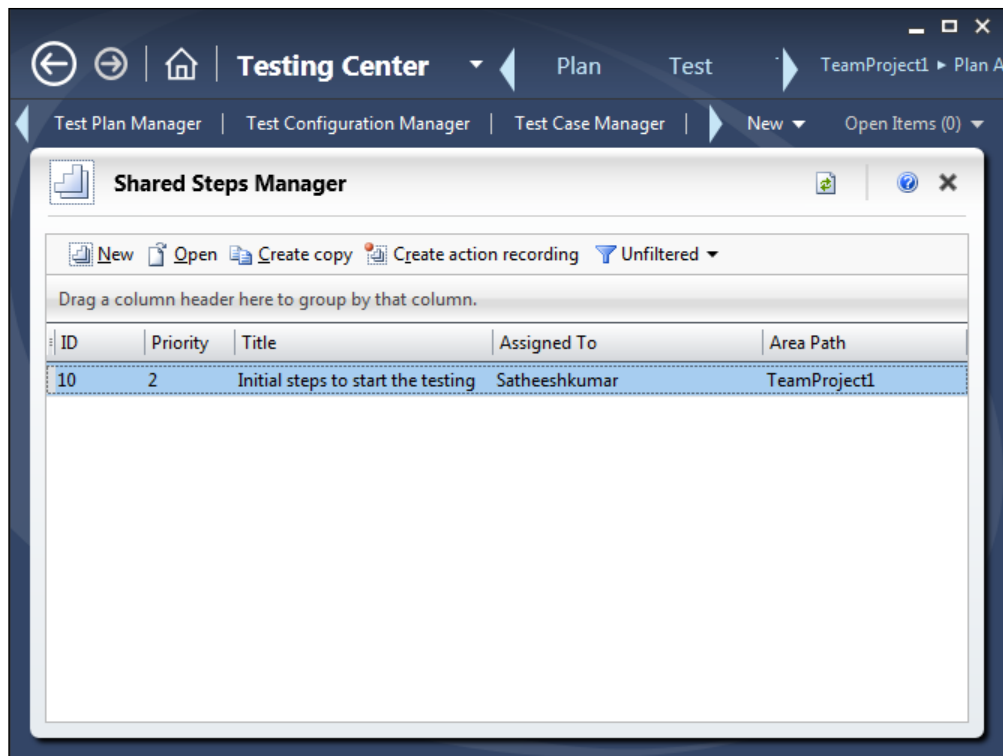 Testing Center Plan Test TeamProject1 ▸ Plan A
Test Plan Manager | Test Configuration Manager | Test Case Manager | New Open Items (0)
Shared Steps Manager
New Open Create copy Create action recording Unfiltered
Drag a column header here to group by that column.
ID Priority Title Assigned To Area Path
10 2 Initial steps to start the testing Satheeshkumar TeamProject1